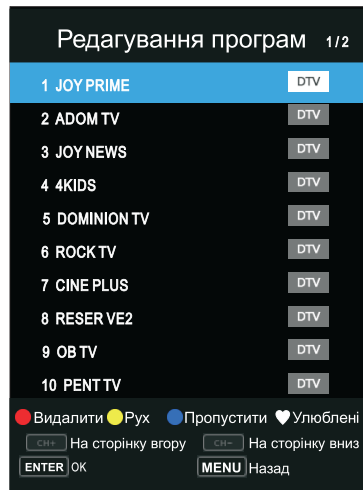 Редагування програм 1/2
1 JOY PRIME DTV
2 ADOM TV DTV
3 JOY NEWS DTV
4 4KIDS DTV
5 DOMINION TV DTV
6 ROCK TV DTV
7 CINE PLUS DTV
8 RESER VE2 DTV
9 OB TV DTV
10 PENT TV DTV
Видалити Рух Пропустити Улюблені
CH+ На сторінку вгору CH− На сторінку вниз
ENTER OK MENU Назад